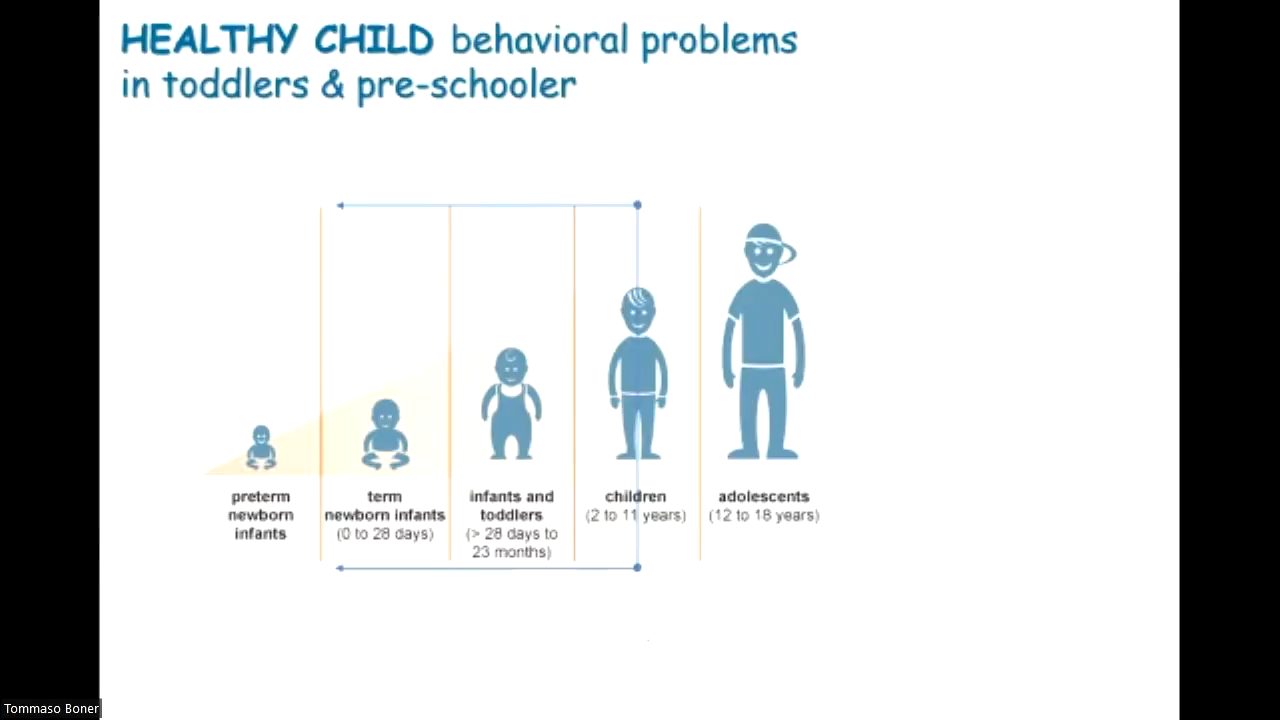 HEALTHY CHILD behavioral problems
in toddlers & pre-schooler
preterm
newborn
infants
term
newborn infants
(0 to 28 days)
infants and
toddlers
(> 28 days to
23 months)
children
(2 to 11 years)
adolescents
(12 to 18 years)
Tommaso Boner